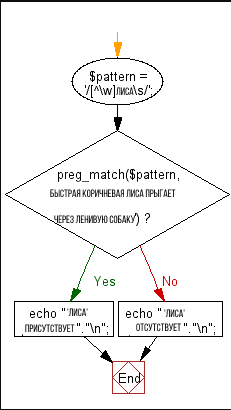 $pattern =
'/[^\w]ЛИСА\s/';
preg_match($pattern,
БЫСТРАЯ КОРИЧНЕВАЯ ЛИСА ПРЫГАЕТ
ЧЕРЕЗ ЛЕНИВУЮ СОБАКУ') ?
Yes
No
echo "'ЛИСА'
ПРИСУТСТВУЕТ "."\n";
echo "'ЛИСА'
ОТСУТСТВУЕТ "."\n";
End